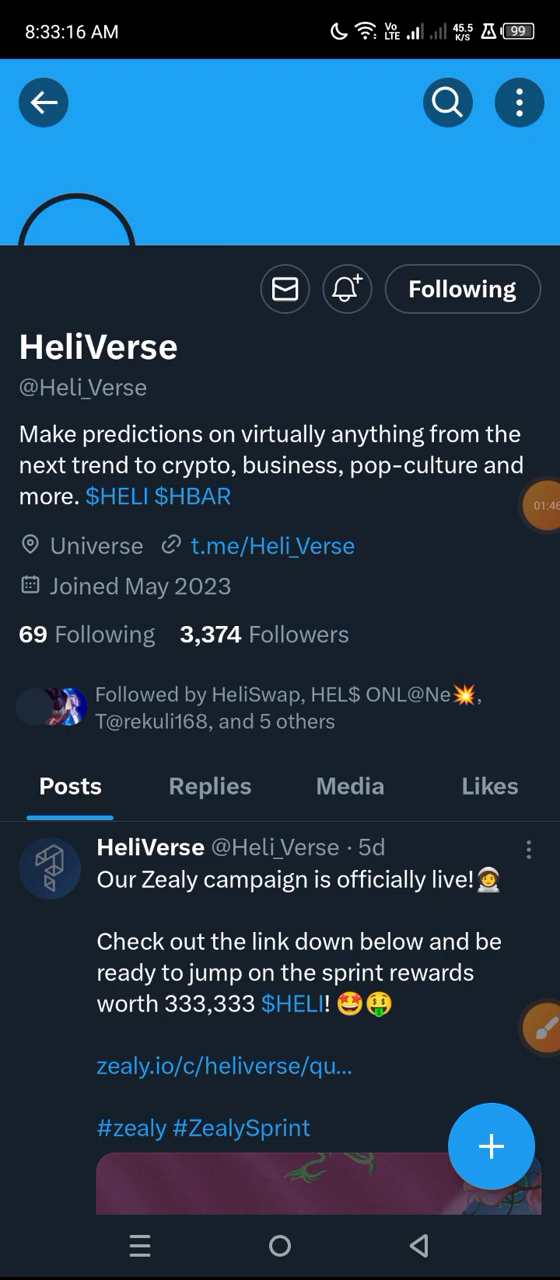 8:33:16 AM
Vo LTE 45.5 K/S 99
Following
HeliVerse
@Heli_Verse
Make predictions on virtually anything from the
next trend to crypto, business, pop-culture and
more. $HELI $HBAR
01:46
Universe t.me/Heli_Verse
Joined May 2023
69 Following 3,374 Followers
Followed by HeliSwap, HEL$ ONL@Ne💥,
T@rekuli168, and 5 others
Posts Replies Media Likes
HeliVerse @Heli_Verse · 5d
Our Zealy campaign is officially live!🧑‍🚀
Check out the link down below and be
ready to jump on the sprint rewards
worth 333,333 $HELI! 🤩🤑
zealy.io/c/heliverse/qu...
#zealy #ZealySprint